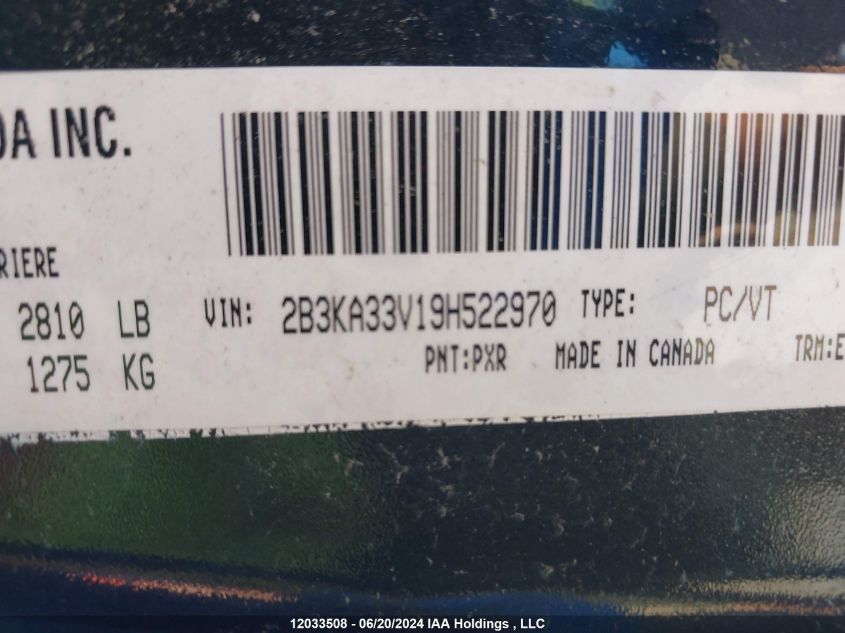 DA INC.
RIERE
2810 LB VIN: 2B3KA33V19H522970 TYPE: PC/VT
1275 KG PNT:PXR MADE IN CANADA TRM:E
12033508 - 06/20/2024 IAA Holdings , LLC